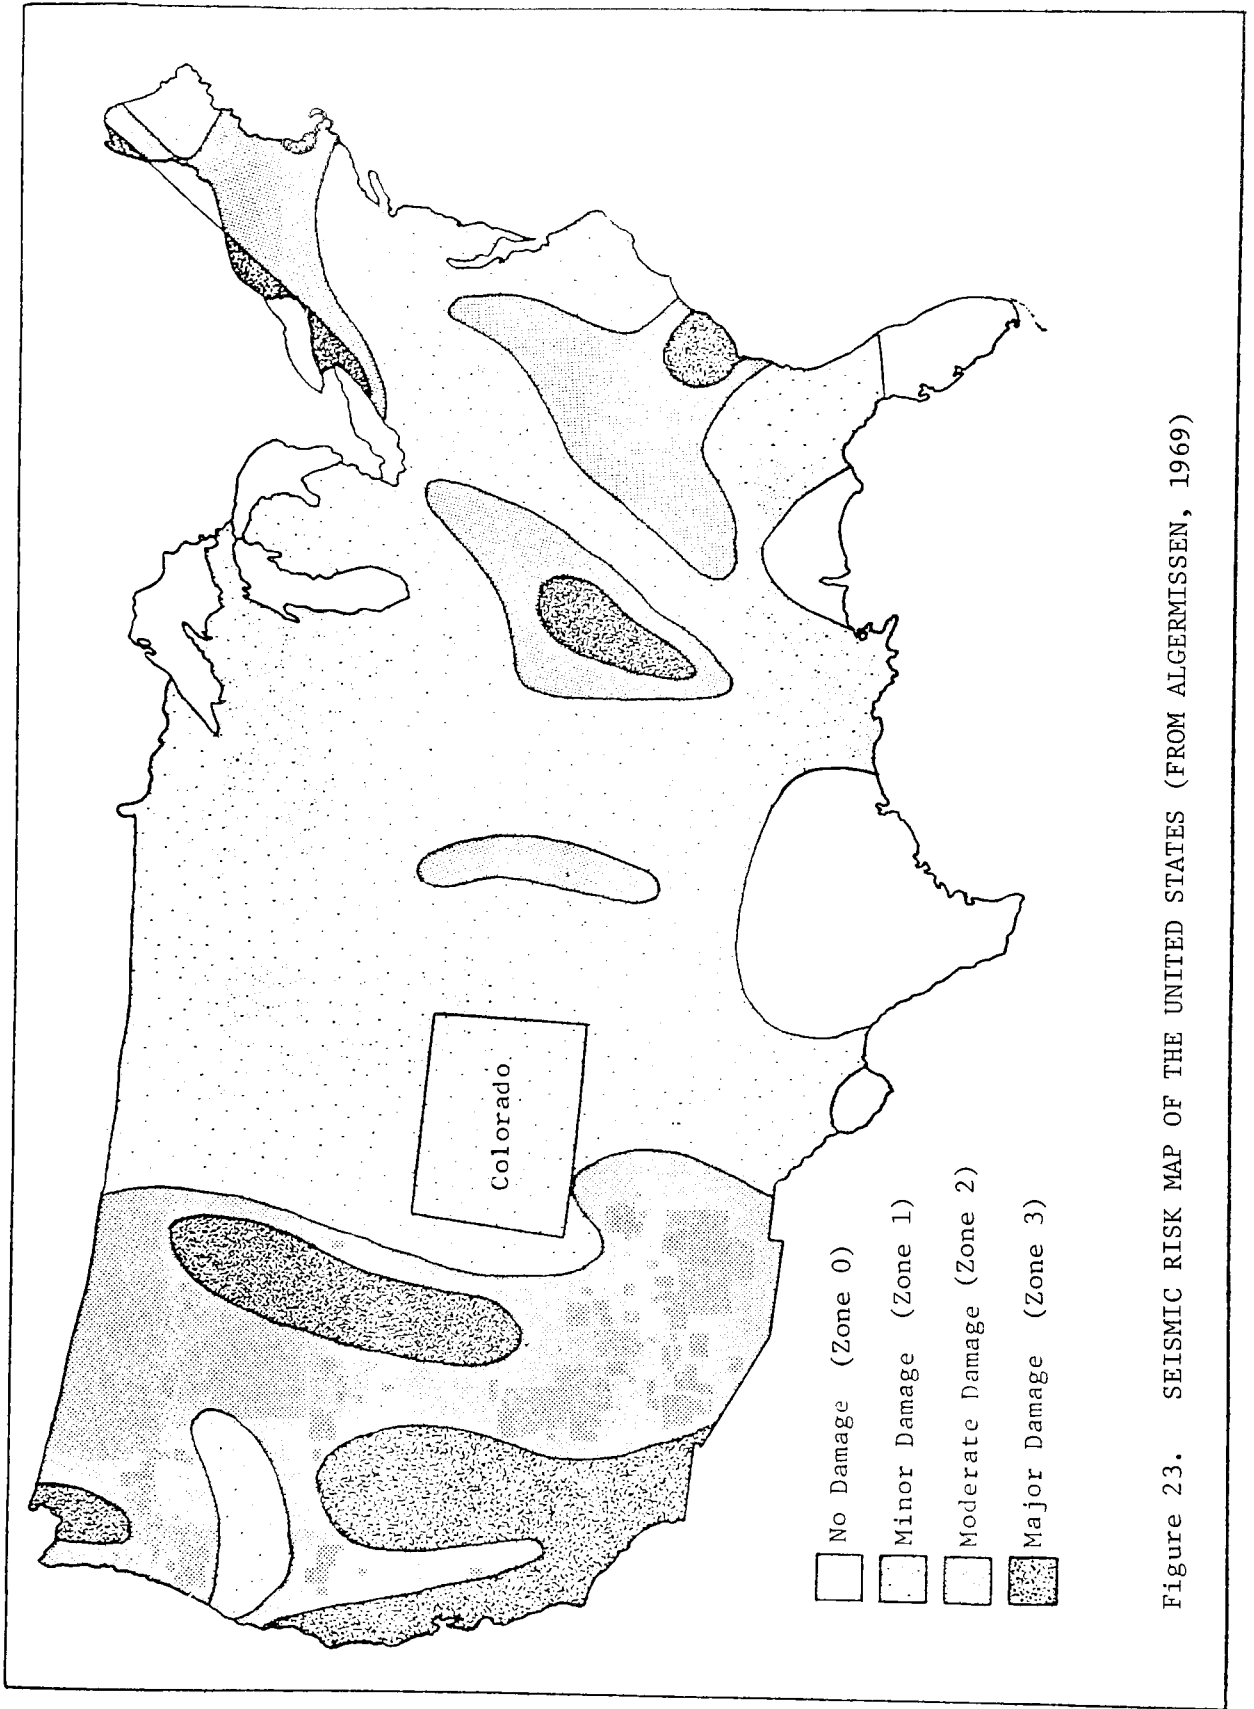 Colorado
No Damage (Zone 0)
Minor Damage (Zone 1)
Moderate Damage (Zone 2)
Major Damage (Zone 3)
Figure 23. SEISMIC RISK MAP OF THE UNITED STATES (FROM ALGERMISSEN, 1969)